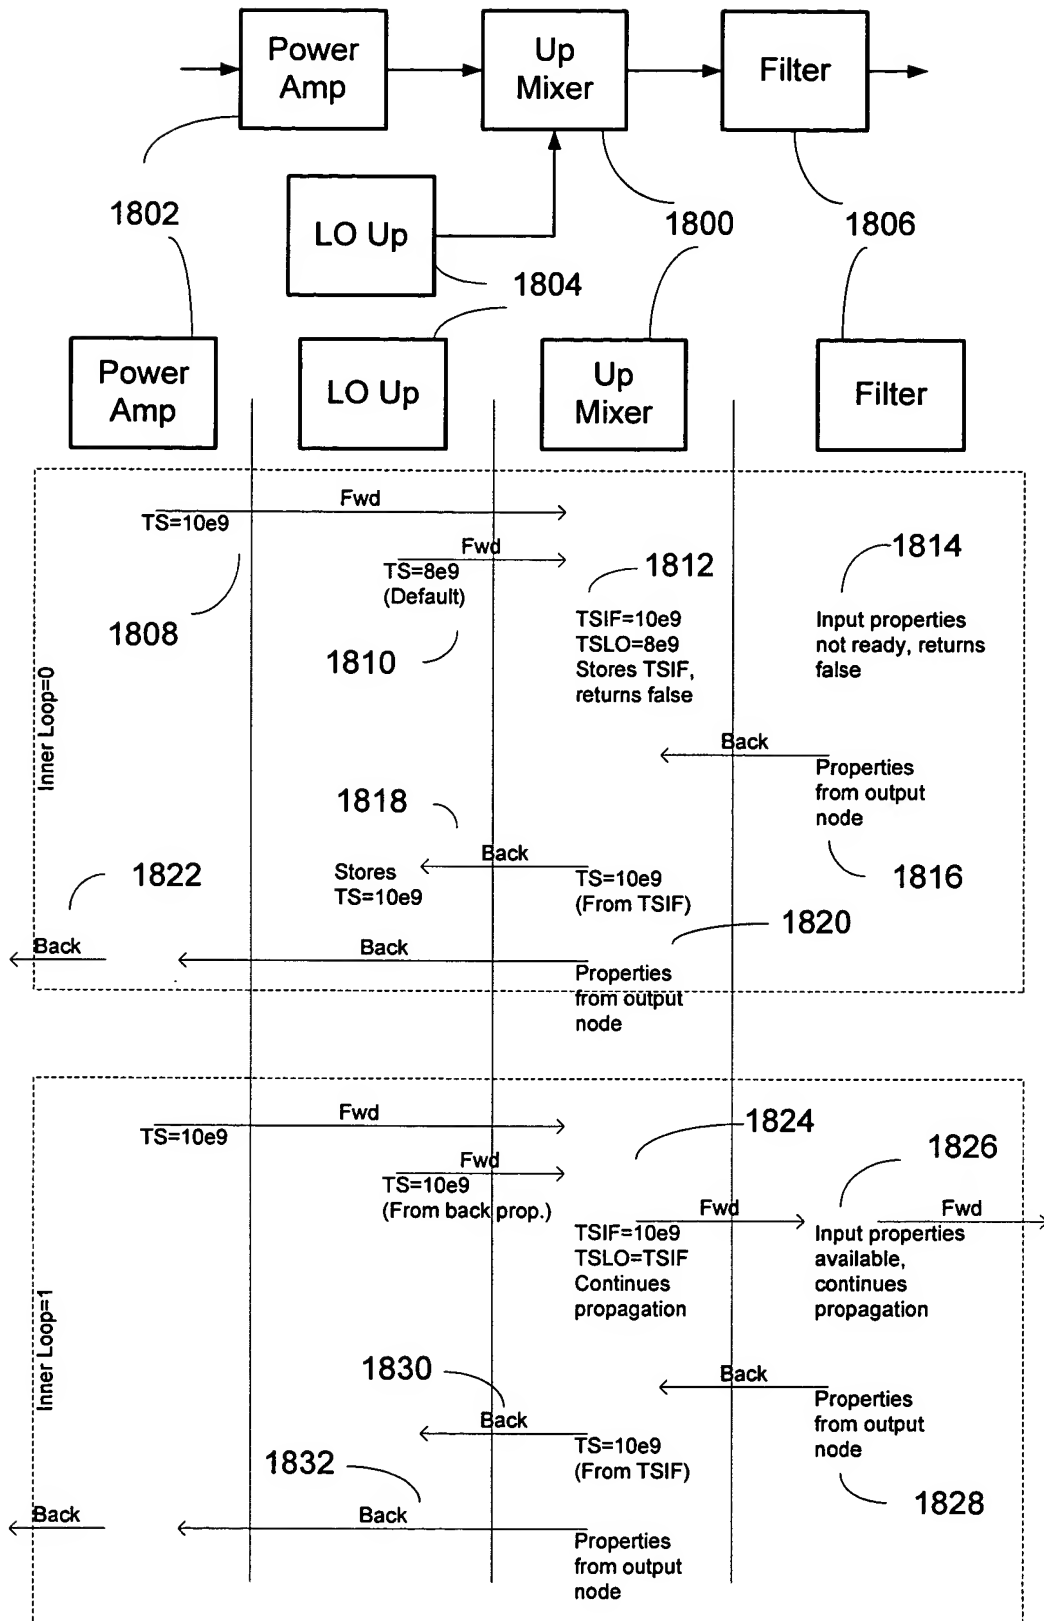 Power
Amp
Up
Mixer
Filter
1802
LO Up
1800
1806
1804
Power
Amp
LO Up
Up
Mixer
Filter
Fwd
TS=10e9
Fwd
TS=8e9
(Default)
1808
1810
1812
TSIF=10e9
TSLO=8e9
Stores TSIF,
returns false
1814
Input properties
not ready, returns
false
Inner Loop=0
Back
Properties
from output
node
1816
1818
Back
Stores
TS=10e9
TS=10e9
(From TSIF)
1820
1822
Back
Back
Properties
from output
node
Fwd
TS=10e9
Fwd
TS=10e9
(From back prop.)
1824
1826
Fwd
Fwd
TSIF=10e9
TSLO=TSIF
Continues
propagation
Input properties
available,
continues
propagation
Inner Loop=1
Back
Properties
from output
node
1828
1830
Back
TS=10e9
(From TSIF)
1832
Back
Back
Properties
from output
node